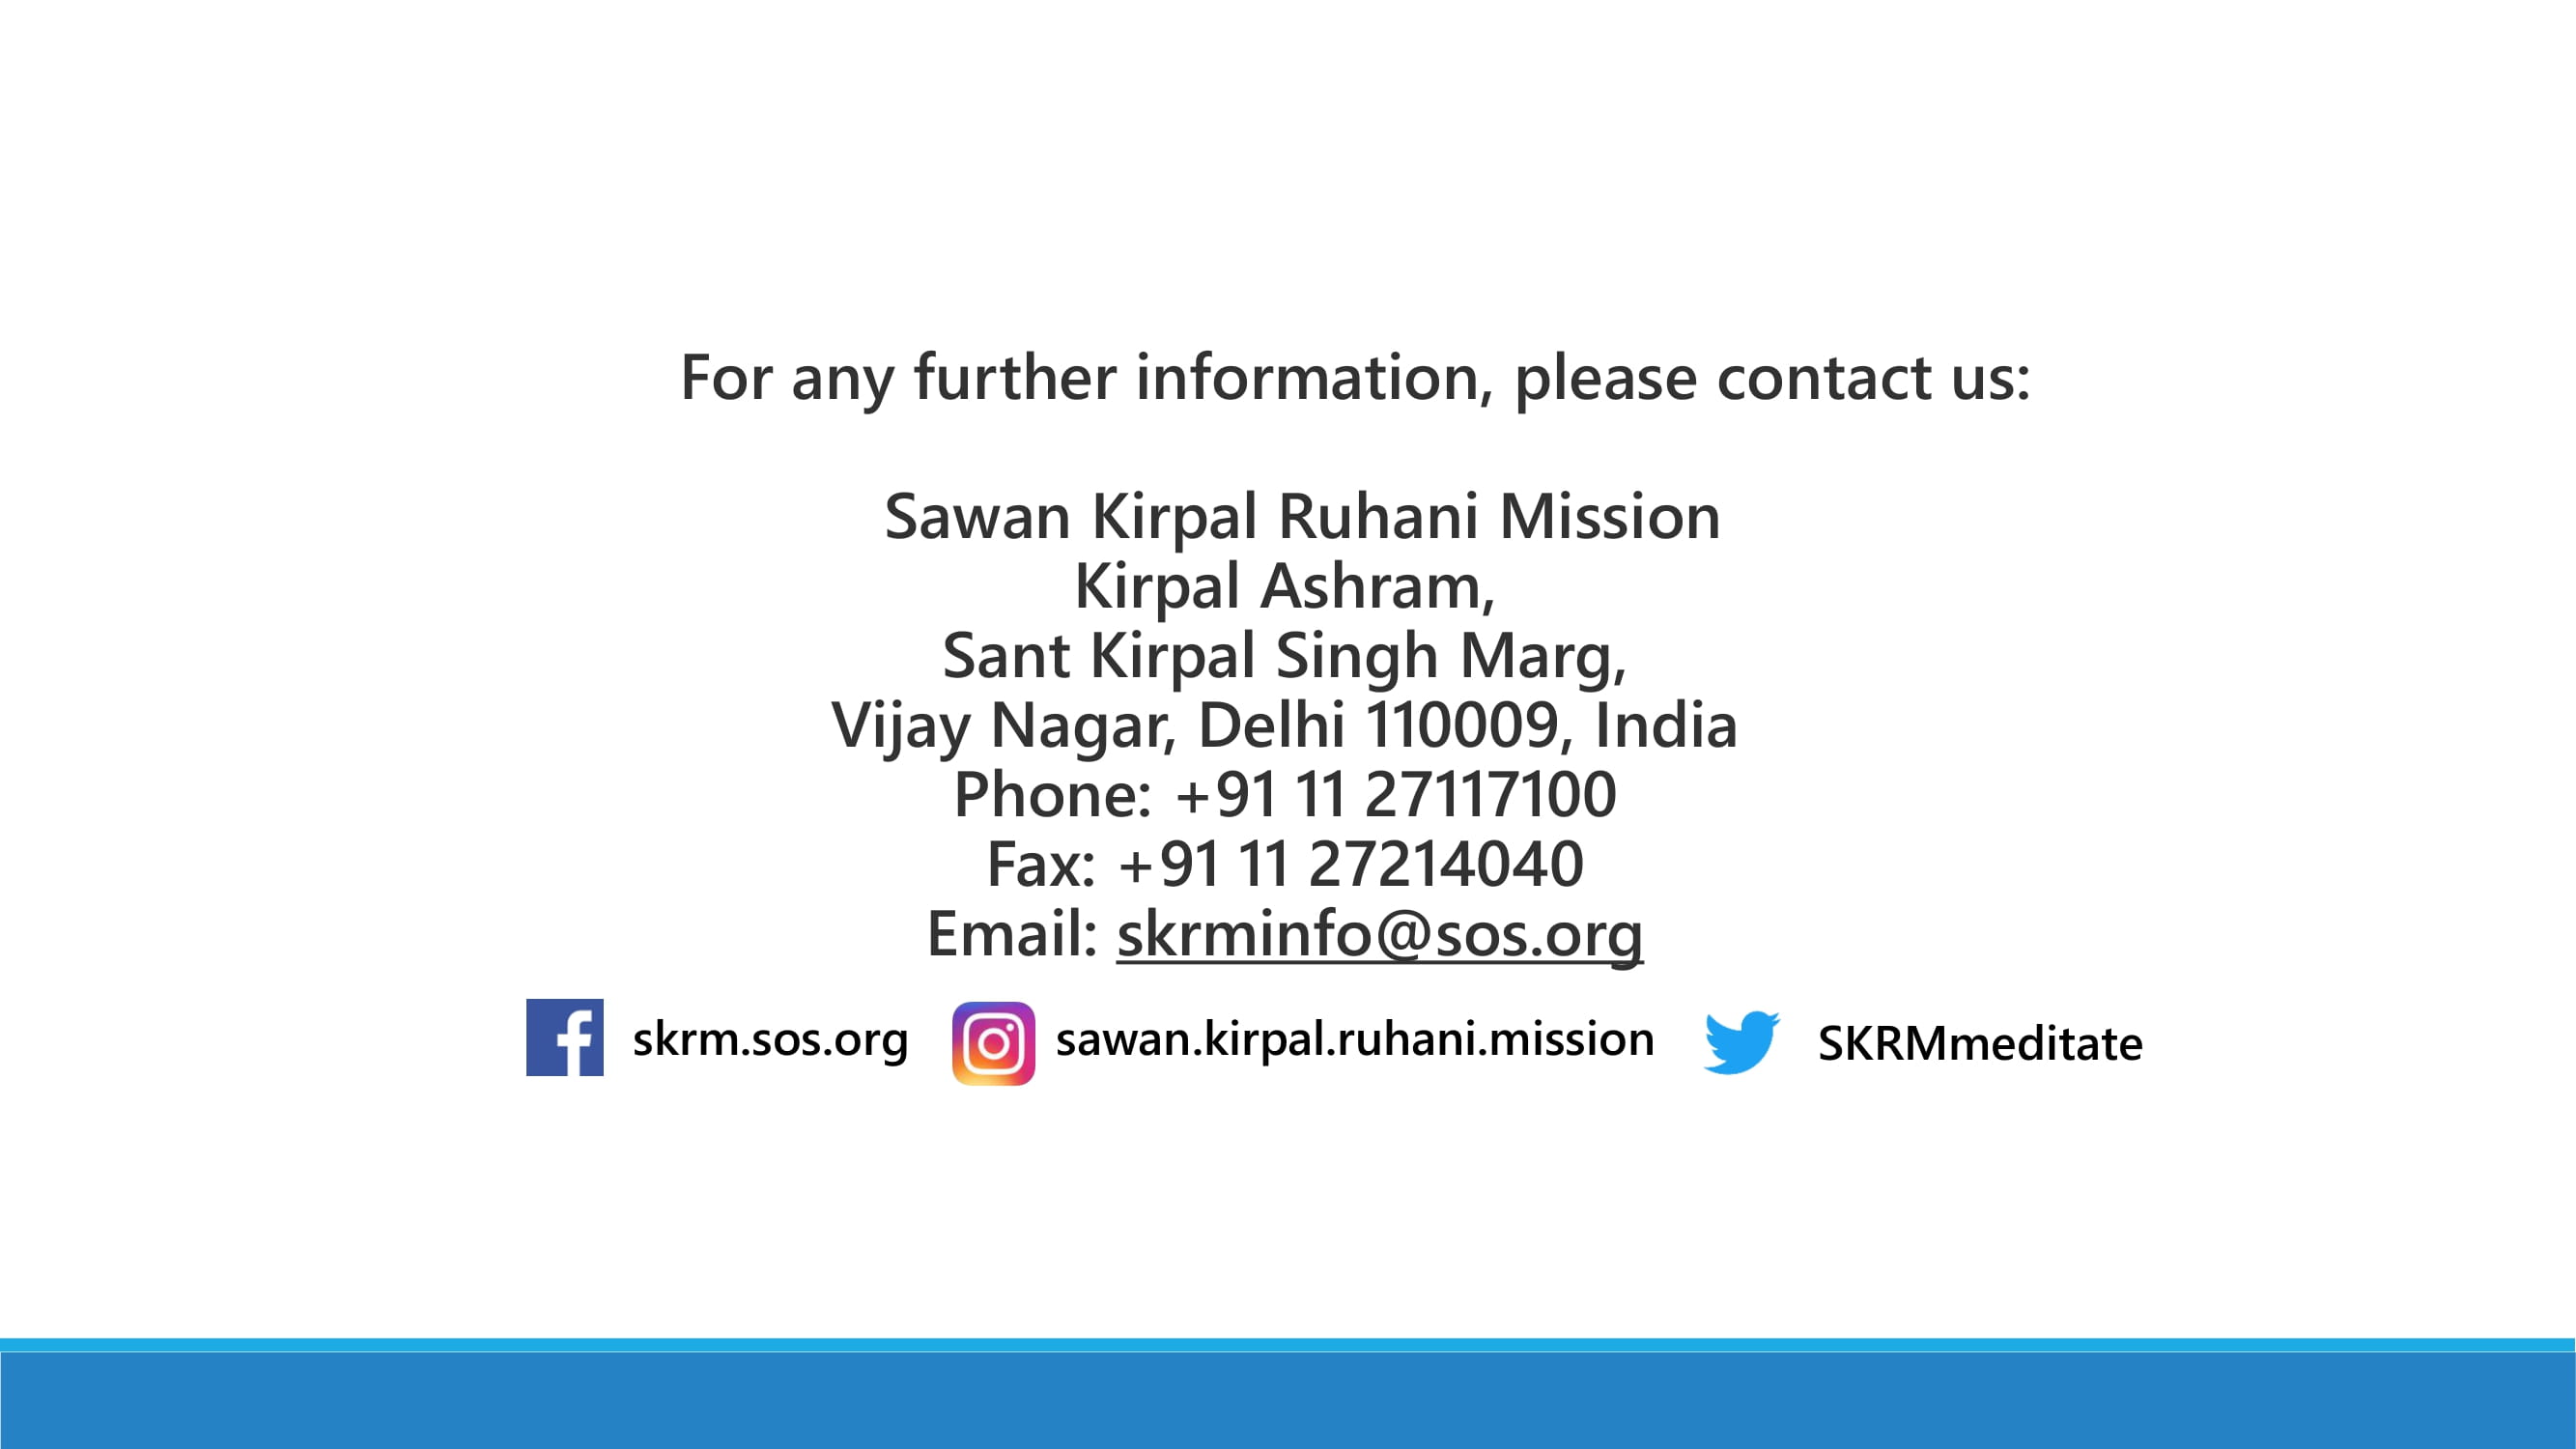 For any further information, please contact us:
Sawan Kirpal Ruhani Mission
Kirpal Ashram,
Sant Kirpal Singh Marg,
Vijay Nagar, Delhi 110009, India
Phone: +91 11 27117100
Fax: +91 11 27214040
Email: skrminfo@sos.org
skrm.sos.org sawan.kirpal.ruhani.mission SKRMmeditate